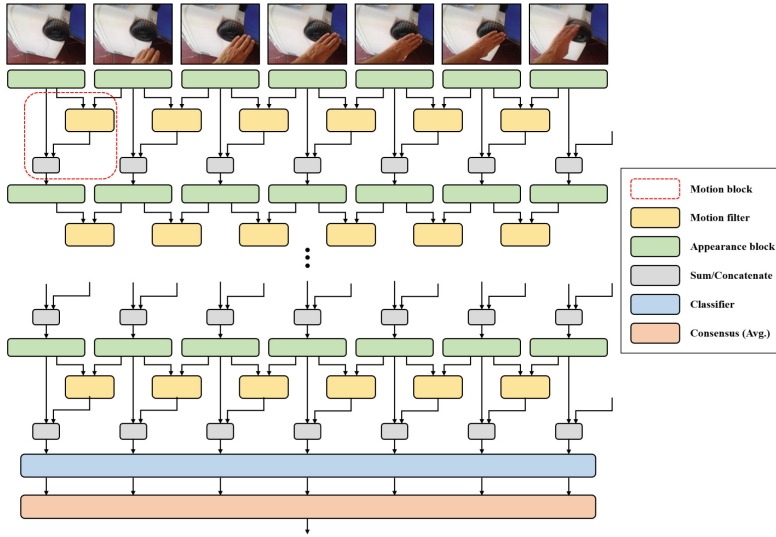 Motion block
Motion filter
Appearance block
Sum/Concatenate
Classifier
Consensus (Avg.)